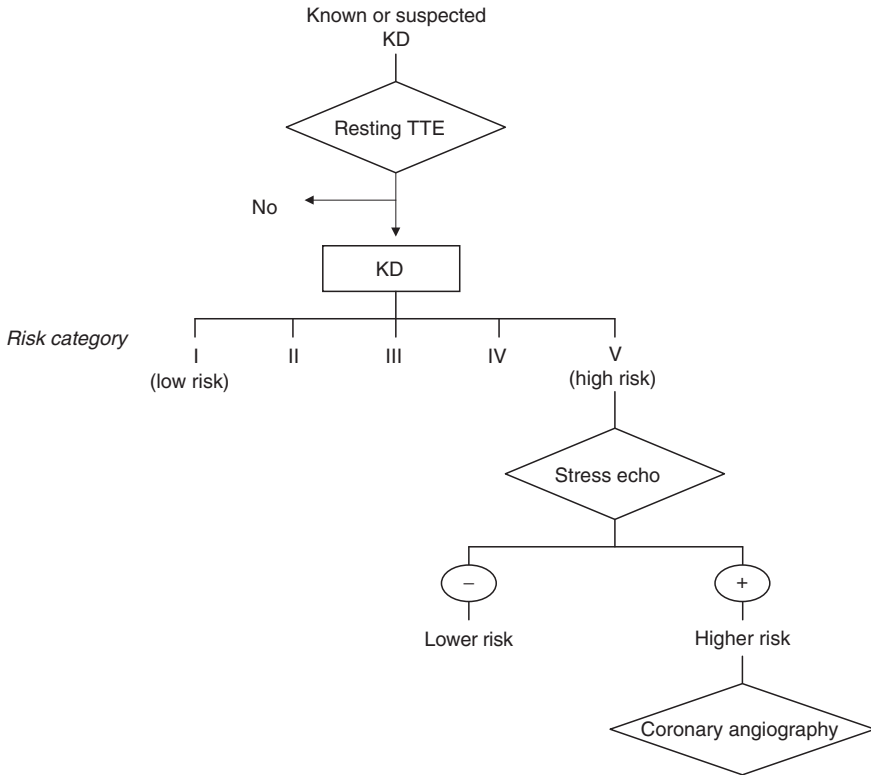 Known or suspected
KD
Resting TTE
No
KD
Risk category
I
(low risk)
II
III
IV
V
(high risk)
Stress echo
–
+
Lower risk
Higher risk
Coronary angiography